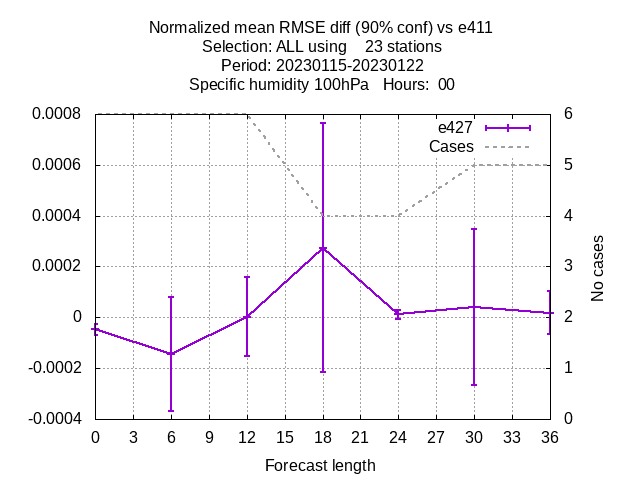 Normalized mean RMSE diff (90% conf) vs e411
Selection: ALL using    23 stations
Period: 20230115-20230122
Specific humidity 100hPa   Hours:  00
e427
Cases
0.0008
0.0006
0.0004
0.0002
0
-0.0002
-0.0004
6
5
4
3
2
1
0
No cases
0 3 6 9 12 15 18 21 24 27 30 33 36
Forecast length